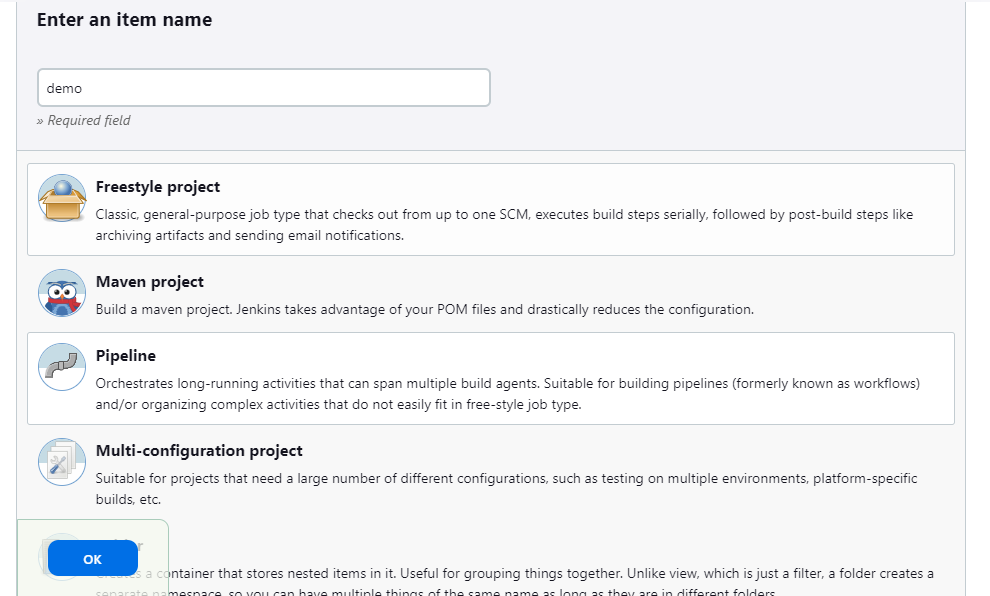 Enter an item name
demo
» Required field
Freestyle project
Classic, general-purpose job type that checks out from up to one SCM, executes build steps serially, followed by post-build steps like
archiving artifacts and sending email notifications.
Maven project
Build a maven project. Jenkins takes advantage of your POM files and drastically reduces the configuration.
Pipeline
Orchestrates long-running activities that can span multiple build agents. Suitable for building pipelines (formerly known as workflows)
and/or organizing complex activities that do not easily fit in free-style job type.
Multi-configuration project
Suitable for projects that need a large number of different configurations, such as testing on multiple environments, platform-specific
builds, etc.
OK
a container that stores nested items in it. Useful for grouping things together. Unlike view, which is just a filter, a folder creates a
separate namespace, so you can have multiple things of the same name as long as they are in different folders.